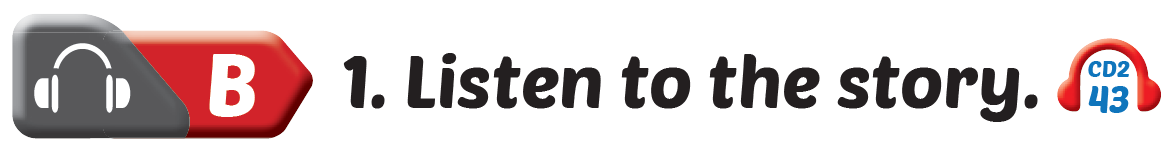 B 1. Listen to the story. CD2
43